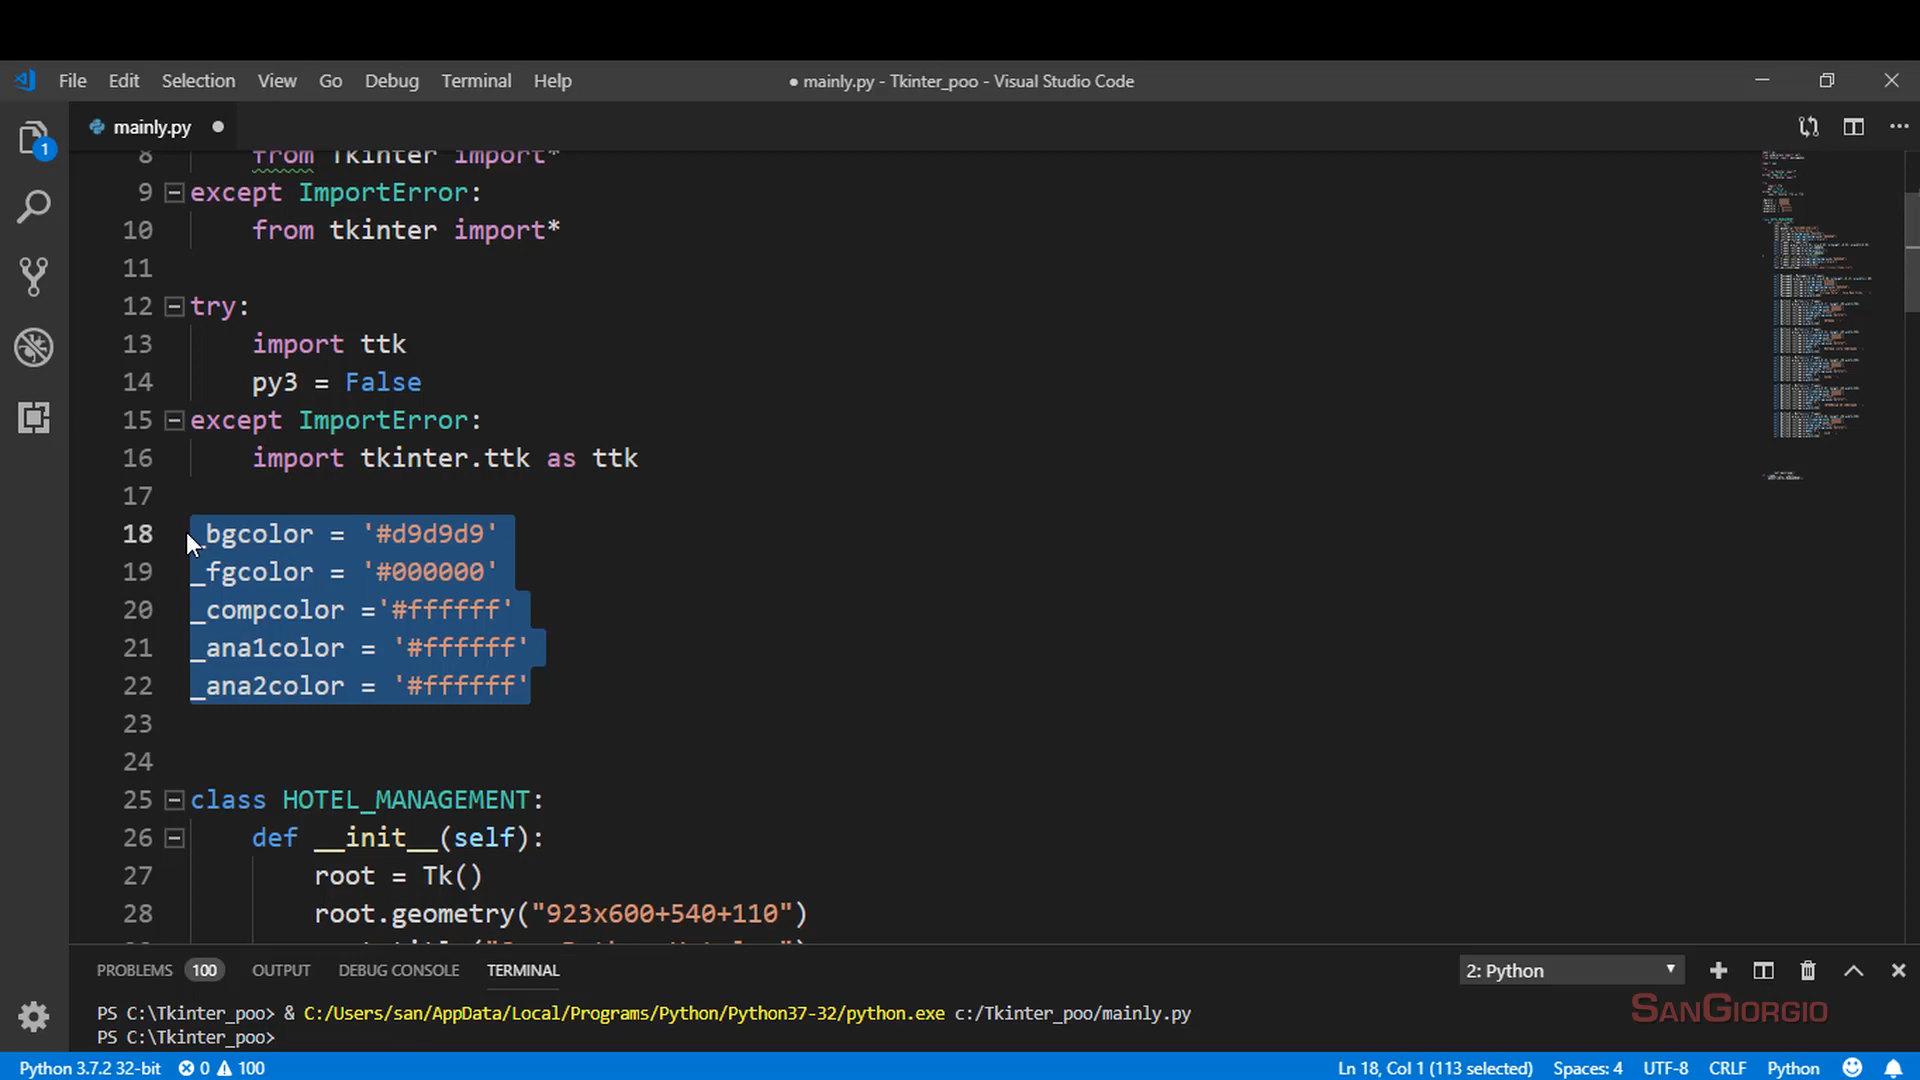 File Edit Selection View Go Debug Terminal Help
● mainly.py - Tkinter_poo - Visual Studio Code
mainly.py ●
1
8 from Tkinter import*
9 except ImportError:
10 from tkinter import*
11
12 try:
13 import ttk
14 py3 = False
15 except ImportError:
16 import tkinter.ttk as ttk
17
18 _bgcolor = '#d9d9d9'
19 _fgcolor = '#000000'
20 _compcolor ='#ffffff'
21 _ana1color = '#ffffff'
22 _ana2color = '#ffffff'
23
24
25 class HOTEL_MANAGEMENT:
26 def __init__(self):
27 root = Tk()
28 root.geometry("923x600+540+110")
PROBLEMS 100 OUTPUT DEBUG CONSOLE TERMINAL 2: Python
PS C:\Tkinter_poo> & C:/Users/san/AppData/Local/Programs/Python/Python37-32/python.exe c:/Tkinter_poo/mainly.py
PS C:\Tkinter_poo>
SANGIORGIO
Python 3.7.2 32-bit 0 100 Ln 18, Col 1 (113 selected) Spaces: 4 UTF-8 CRLF Python